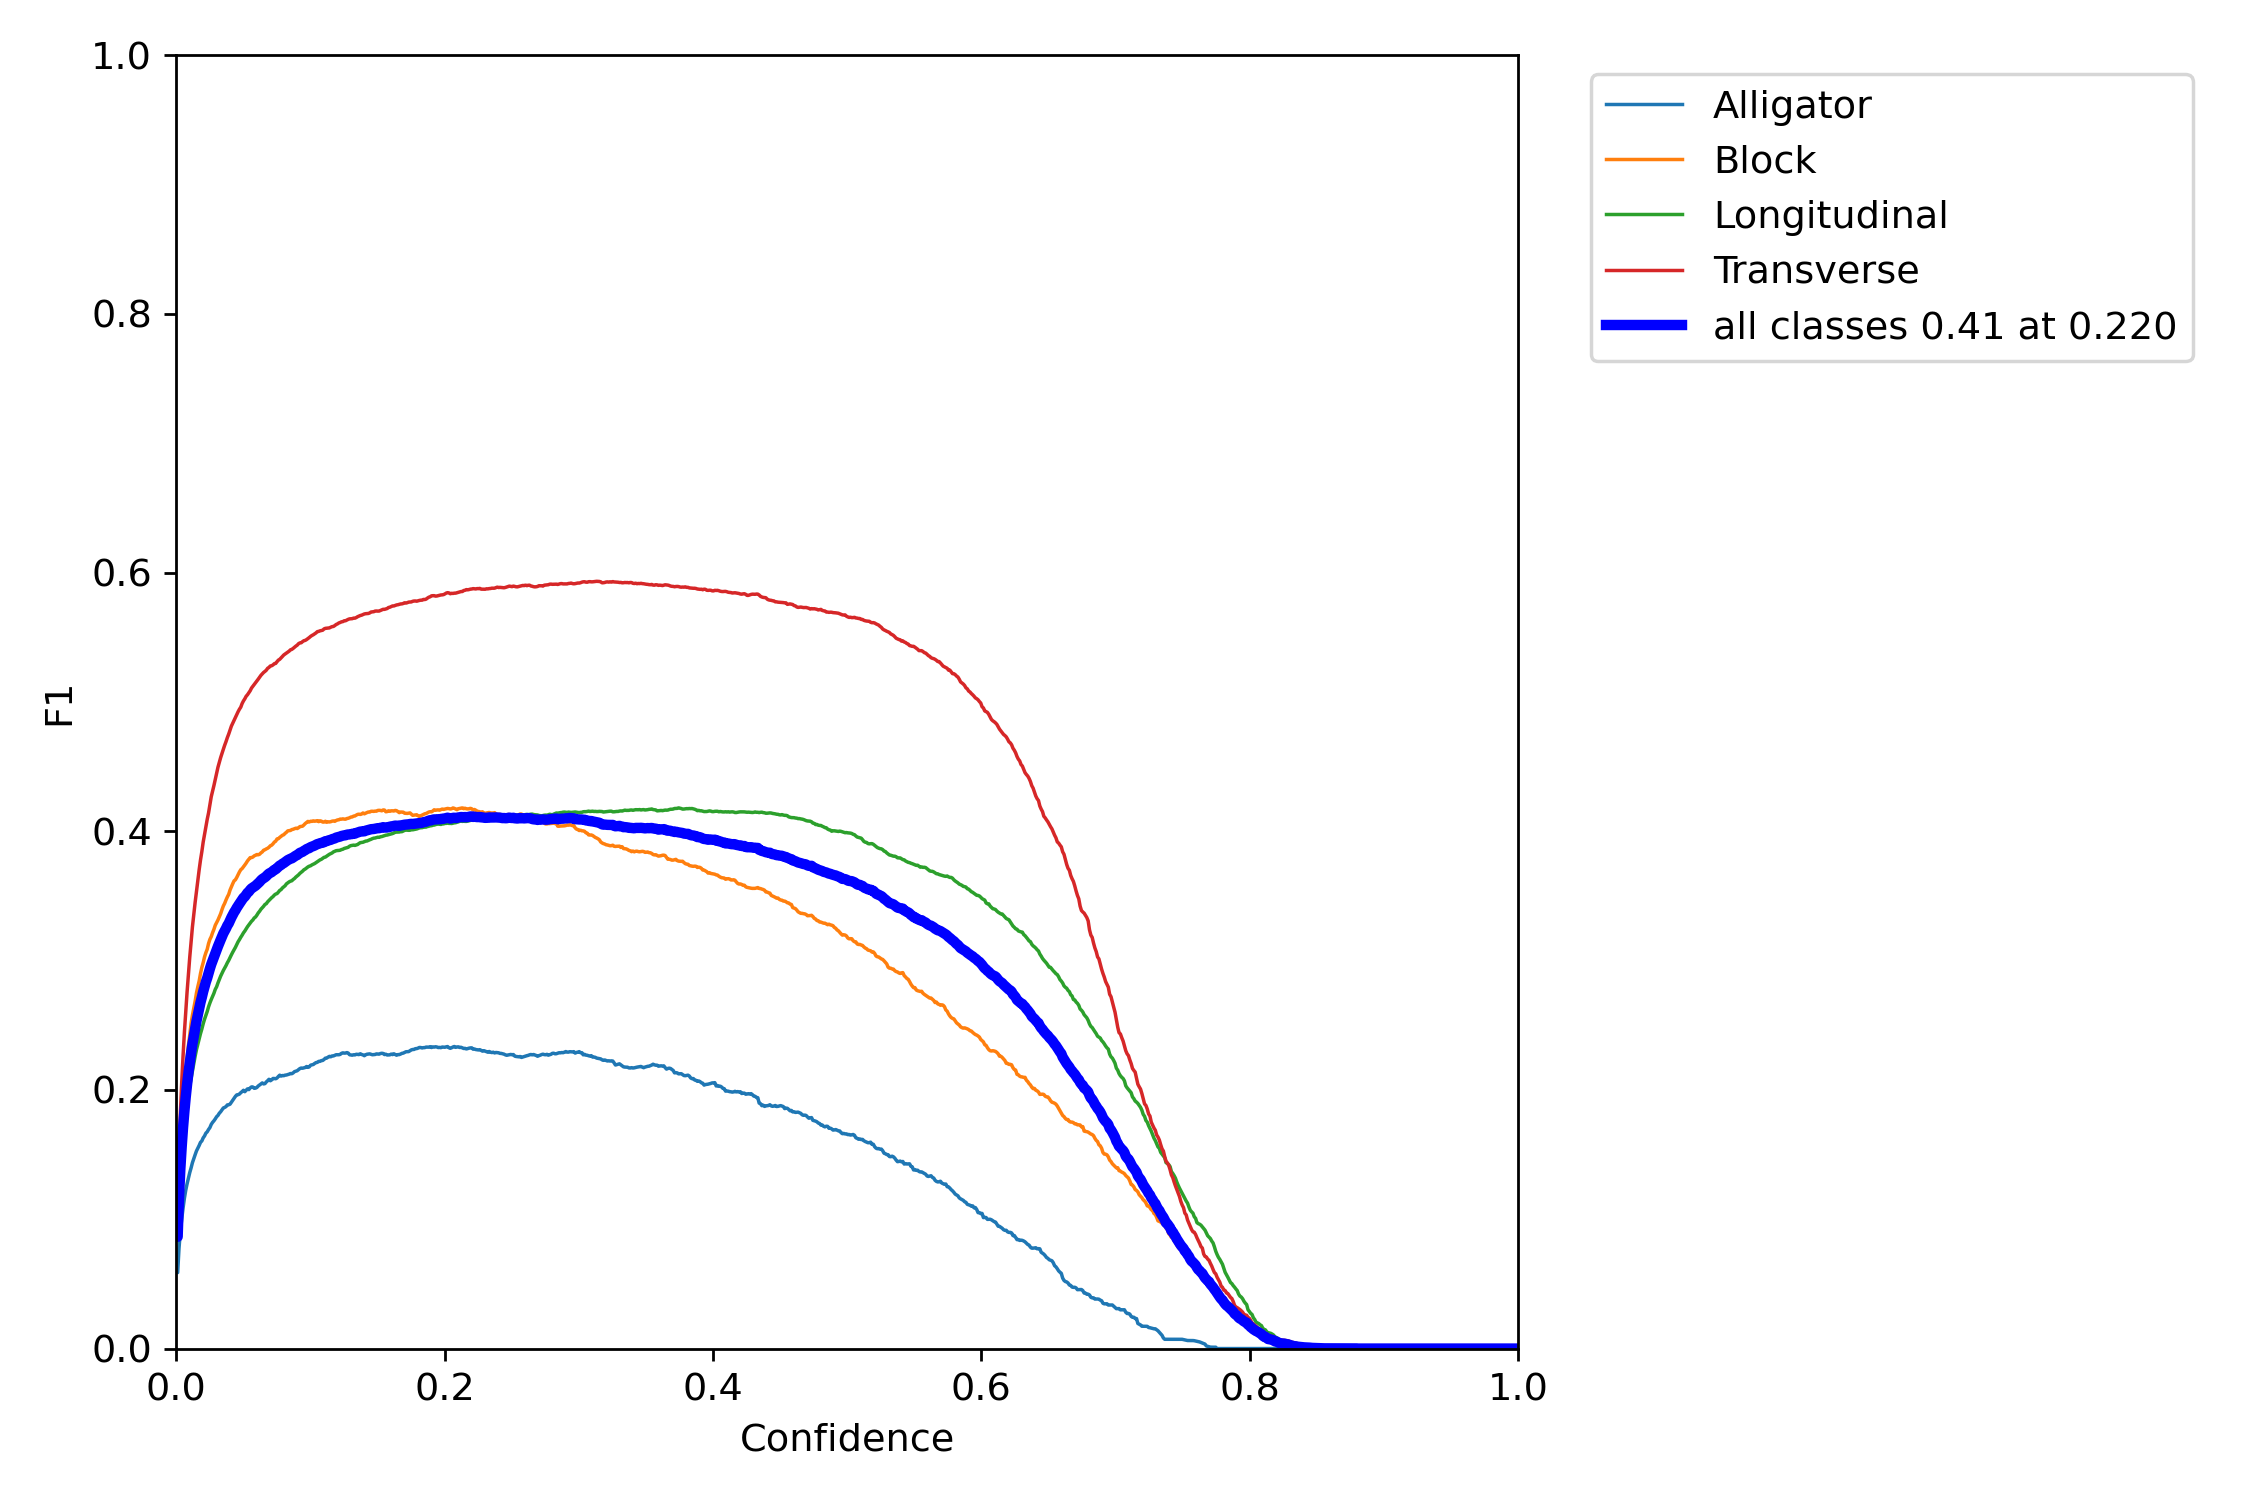 1.0
0.8
0.6
0.4
0.2
0.0
F1
0.0 0.2 0.4 0.6 0.8 1.0
Confidence
Alligator
Block
Longitudinal
Transverse
all classes 0.41 at 0.220